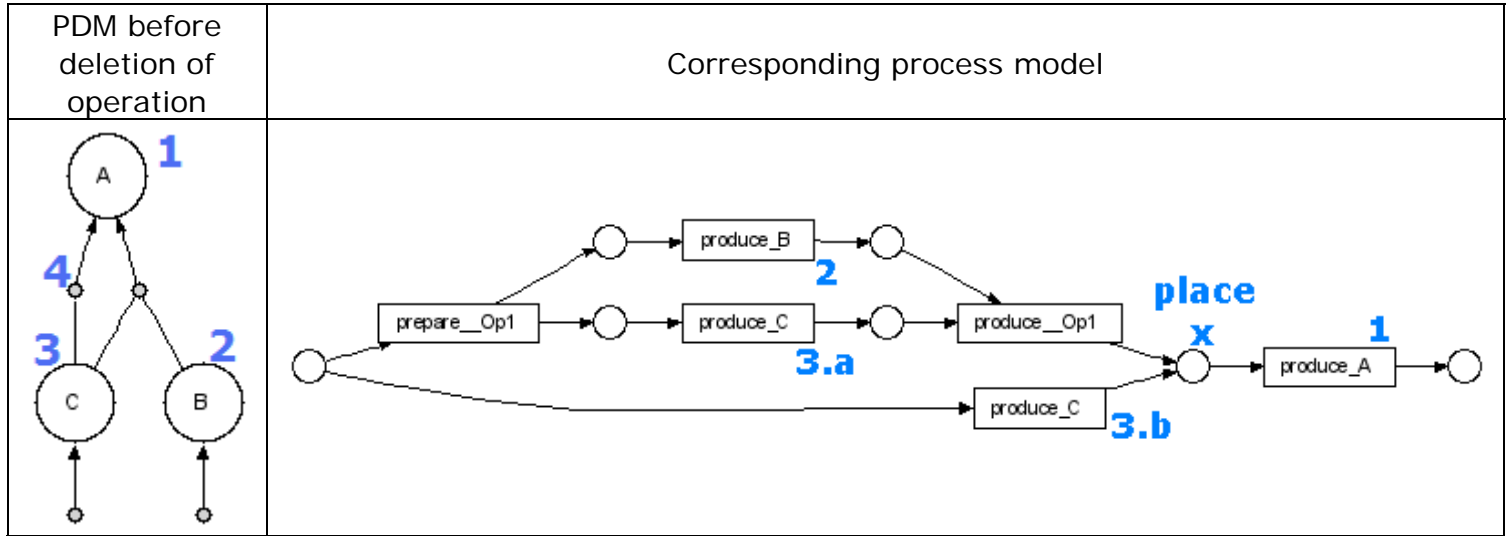 PDM before
deletion of
operation
Corresponding process model
A
1
4
3
2
C
B
produce_B
2
prepare__Op1
produce_C
3.a
produce__Op1
place
x
1
produce_A
produce_C
3.b